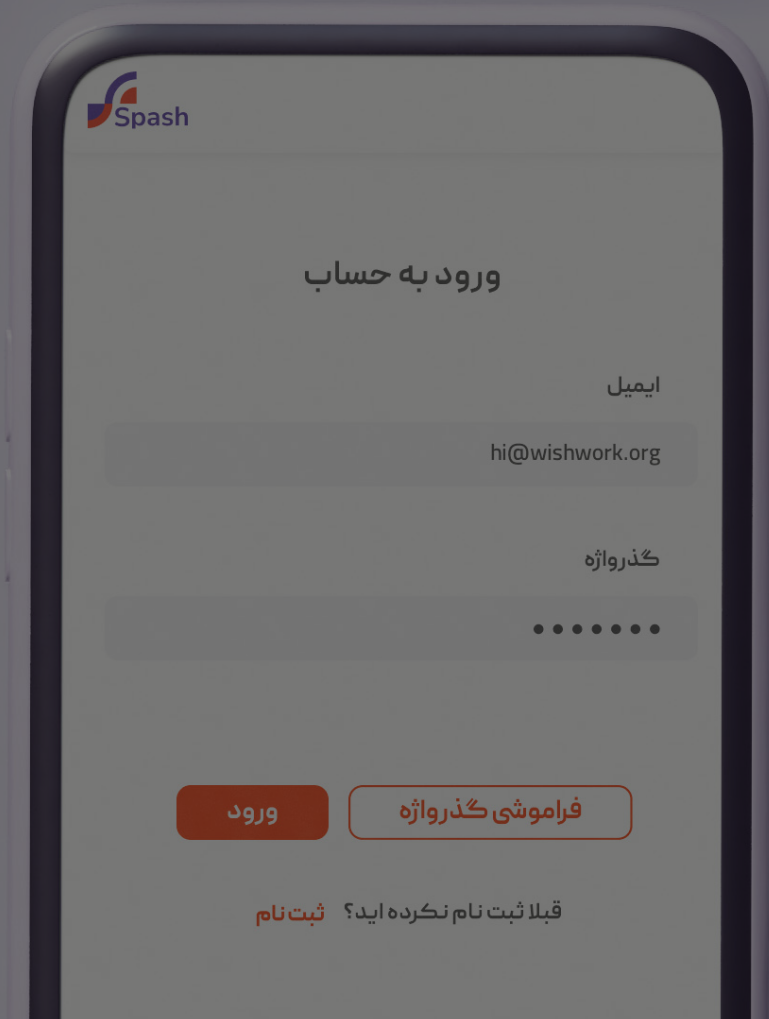 Spash
ورود به حساب
ایمیل
hi@wishwork.org
گذرواژه
•••••••
فراموشی گذرواژه
ورود
قبلا ثبت نام نکرده اید؟ ثبت نام